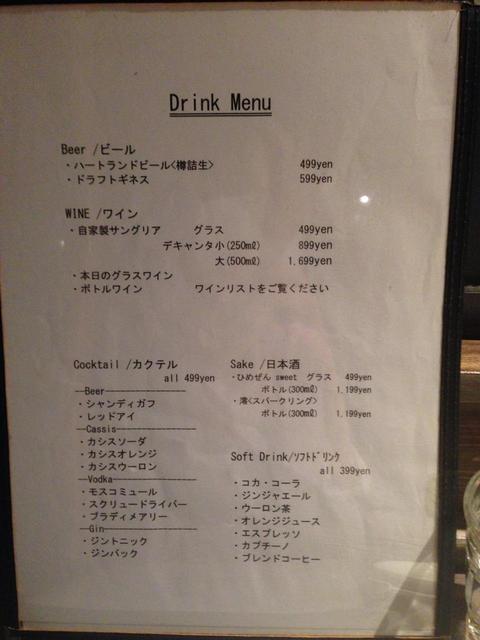 Drink Menu
Beer /ビール
・ハートランドビール<樽詰生> 499yen
・ドラフトギネス 599yen
WINE /ワイン
・自家製サングリア グラス 499yen
デキャンタ小(250㎖) 899yen
大(500㎖) 1,699yen
・本日のグラスワイン
・ボトルワイン ワインリストをご覧ください
Cocktail /カクテル
all 499yen
—Beer—
・シャンディガフ
・レッドアイ
—Cassis—
・カシスソーダ
・カシスオレンジ
・カシスウーロン
—Vodka—
・モスコミュール
・スクリュードライバー
・ブラディメアリー
—Gin—
・ジントニック
・ジンバック
Sake /日本酒
・ひめぜん sweet グラス 499yen
ボトル(300㎖) 1,199yen
・澪<スパークリング>
ボトル(300㎖) 1,199yen
Soft Drink/ｿﾌﾄﾄﾞﾘﾝｸ
all 399yen
・コカ・コーラ
・ジンジャエール
・ウーロン茶
・オレンジジュース
・エスプレッソ
・カプチーノ
・ブレンドコーヒー